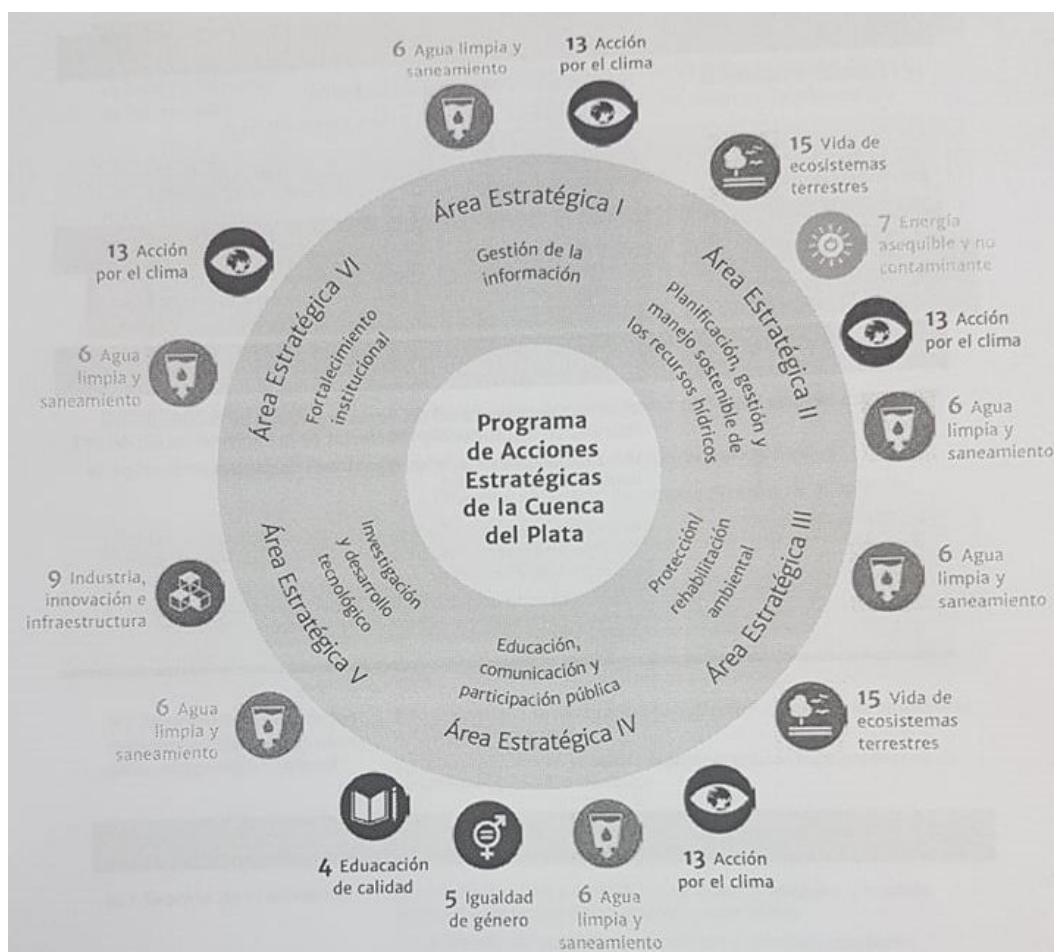 6 Agua limpia y
saneamiento
13 Acción
por el clima
15 Vida de
ecosistemas
terrestres
7 Energía
asequible y no
contaminante
13 Acción
por el clima
6 Agua
limpia y
saneamiento
6 Agua
limpia y
saneamiento
15 Vida de
ecosistemas
terrestres
13 Acción
por el clima
6 Agua
limpia y
saneamiento
5 Igualdad
de género
4 Eduacación
de calidad
6 Agua
limpia y
saneamiento
9 Industria,
innovación e
infraestructura
6 Agua
limpia y
saneamiento
13 Acción
por el clima
Área Estratégica I
Gestión de la
información
Área Estratégica II
Planificación, gestión y
manejo sostenible de
los recursos hídricos
Área Estratégica III
Protección/
rehabilitación
ambiental
Educación,
comunicación y
participación pública
Área Estratégica IV
Área Estratégica V
Investigación
y desarrollo
tecnológico
Área Estratégica VI
Fortalecimiento
institucional
Programa
de Acciones
Estratégicas
de la Cuenca
del Plata